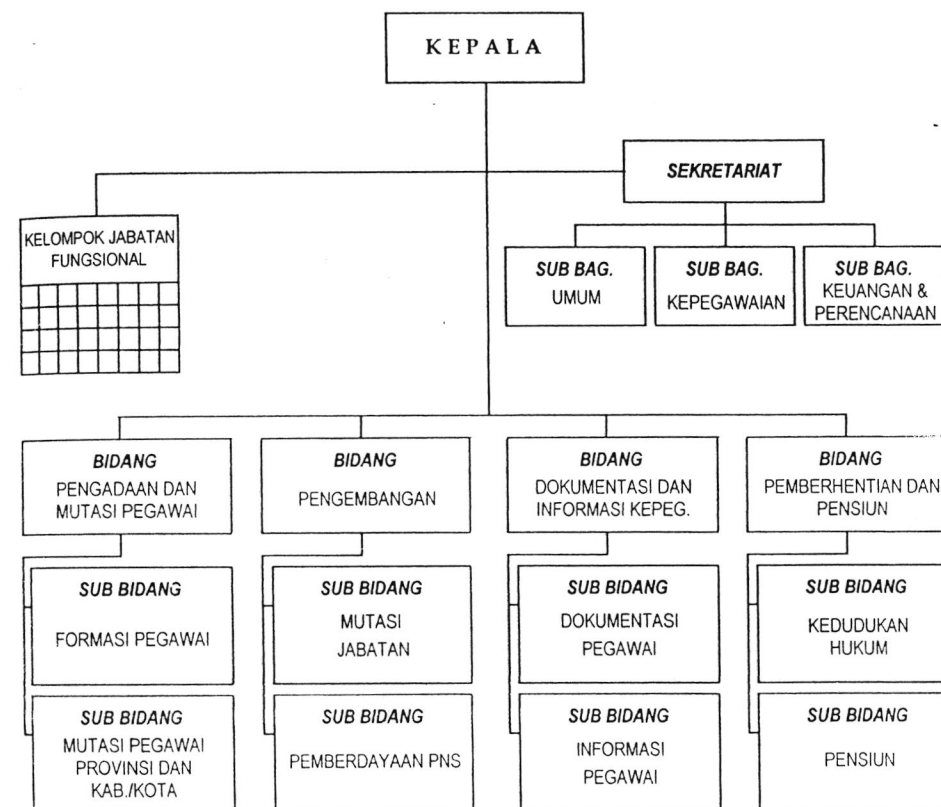 KEPALA
SEKRETARIAT
KELOMPOK JABATAN
FUNGSIONAL
SUB BAG.
UMUM
SUB BAG.
KEPEGAWAIAN
SUB BAG.
KEUANGAN &
PERENCANAAN
BIDANG
PENGADAAN DAN
MUTASI PEGAWAI
BIDANG
PENGEMBANGAN
BIDANG
DOKUMENTASI DAN
INFORMASI KEPEG.
BIDANG
PEMBERHENTIAN DAN
PENSIUN
SUB BIDANG
FORMASI PEGAWAI
SUB BIDANG
MUTASI
JABATAN
SUB BIDANG
DOKUMENTASI
PEGAWAI
SUB BIDANG
KEDUDUKAN
HUKUM
SUB BIDANG
MUTASI PEGAWAI
PROVINSI DAN
KAB./KOTA
SUB BIDANG
PEMBERDAYAAN PNS
SUB BIDANG
INFORMASI
PEGAWAI
SUB BIDANG
PENSIUN